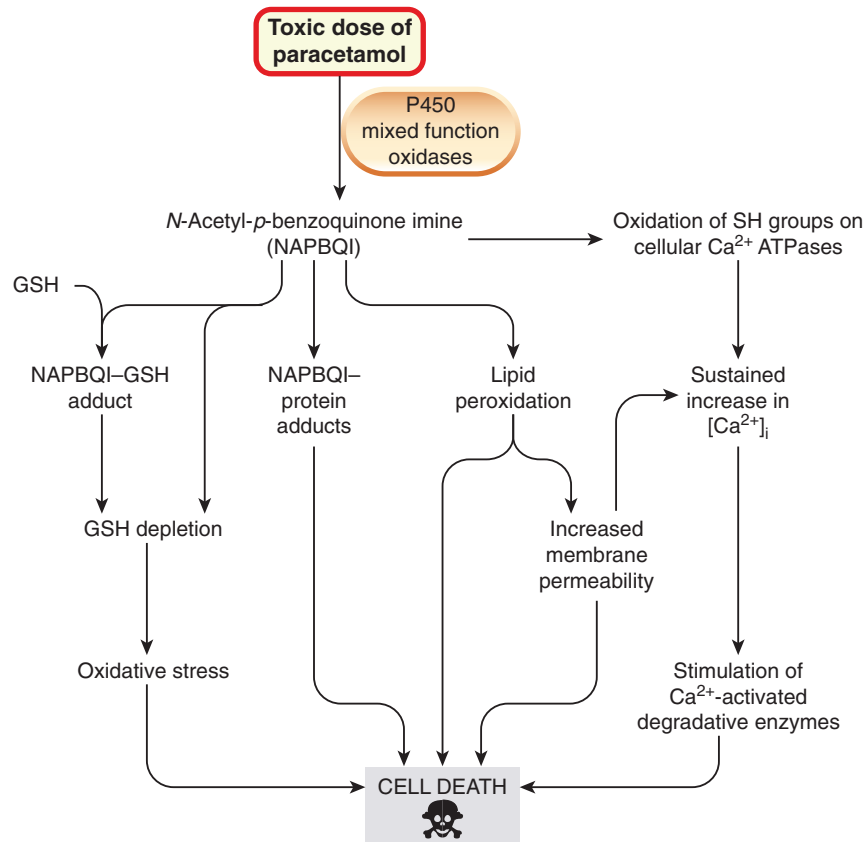 Toxic dose of
paracetamol
P450
mixed function
oxidases
N-Acetyl-p-benzoquinone imine
(NAPBQI)
Oxidation of SH groups on
cellular Ca²⁺ ATPases
GSH
NAPBQI–GSH
adduct
NAPBQI–
protein
adducts
Lipid
peroxidation
Sustained
increase in
[Ca²⁺]ᵢ
GSH depletion
Increased
membrane
permeability
Oxidative stress
Stimulation of
Ca²⁺-activated
degradative enzymes
CELL DEATH